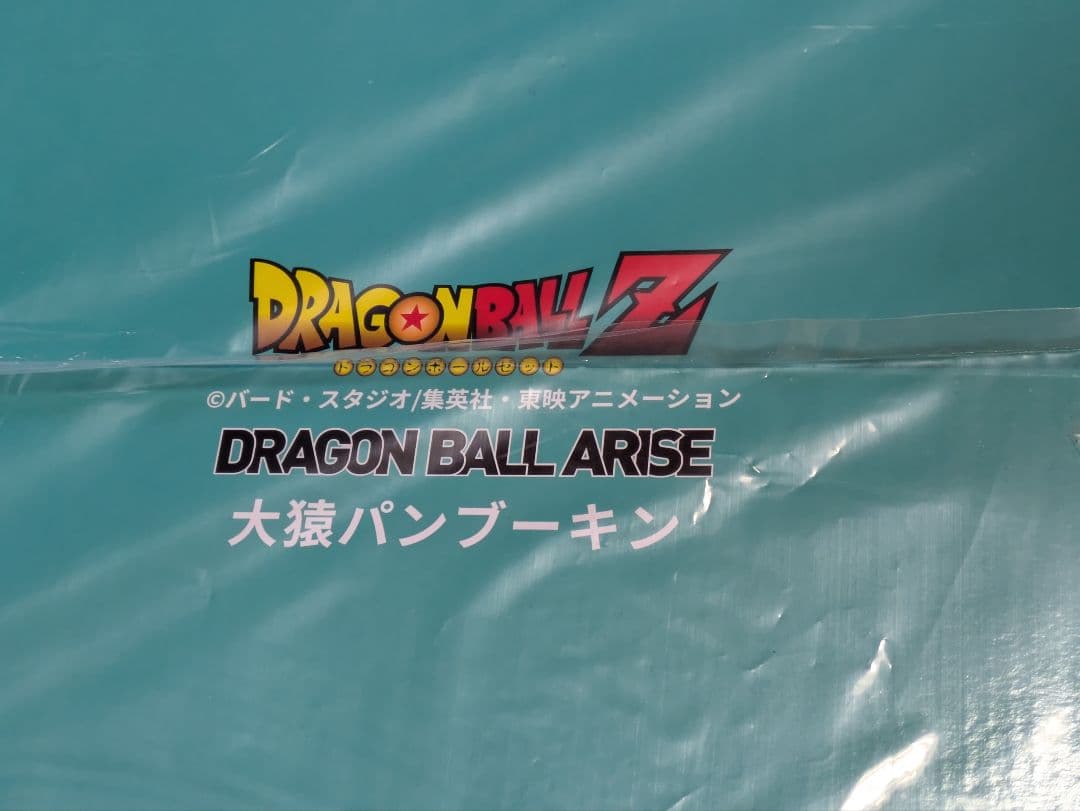 DRAGON BALL Z
ドラゴンボールゼット
©バード・スタジオ/集英社・東映アニメーション
DRAGON BALL ARISE
大猿パンブーキン